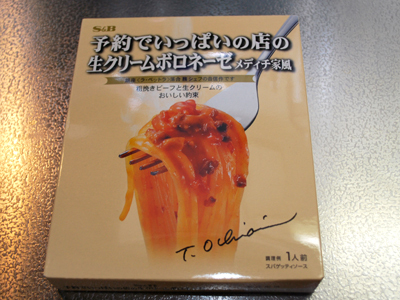 S&B
予約でいっぱいの店の
生クリームボロネーゼ メディチ家風
粗挽きビーフと生クリームの
おいしい約束
T. Ochiai
1人前
スパゲッティソース